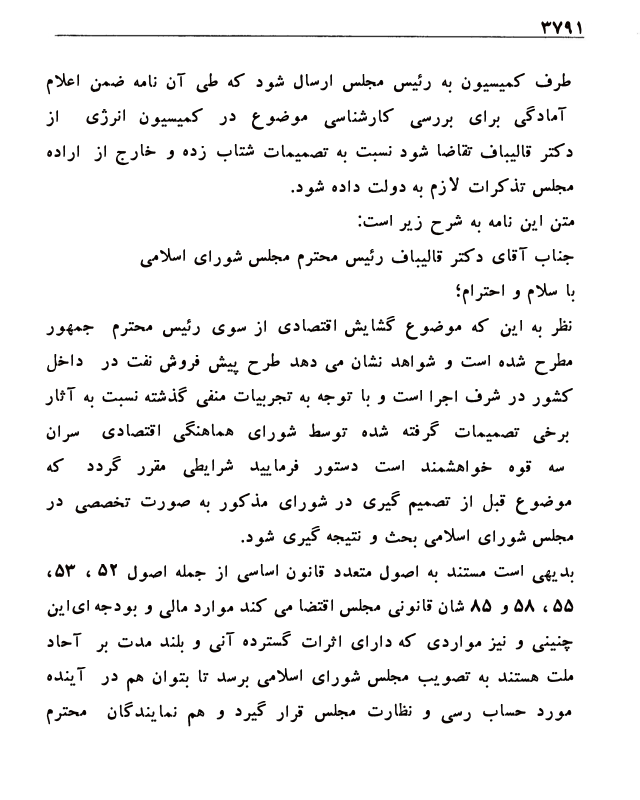 ۳۷۹۱
طرف کمیسیون به رئیس مجلس ارسال شود که طی آن نامه ضمن اعلام
آمادگی برای بررسی کارشناسی موضوع در کمیسیون انرژی از
دکتر قالیباف تقاضا شود نسبت به تصمیمات شتاب زده و خارج از اراده
مجلس تذکرات لازم به دولت داده شود.
متن این نامه به شرح زیر است:
جناب آقای دکتر قالیباف رئیس محترم مجلس شورای اسلامی
با سلام و احترام؛
نظر به این که موضوع گشایش اقتصادی از سوی رئیس محترم جمهور
مطرح شده است و شواهد نشان می دهد طرح پیش فروش نفت در داخل
کشور در شرف اجرا است و با توجه به تجربیات منفی گذشته نسبت به آثار
برخی تصمیمات گرفته شده توسط شورای هماهنگی اقتصادی سران
سه قوه خواهشمند است دستور فرمایید شرایطی مقرر گردد که
موضوع قبل از تصمیم گیری در شورای مذکور به صورت تخصصی در
مجلس شورای اسلامی بحث و نتیجه گیری شود.
بدیهی است مستند به اصول متعدد قانون اساسی از جمله اصول ۵۲ ، ۵۳،
۵۵ ، ۵۸ و ۸۵ شان قانونی مجلس اقتضا می کند موارد مالی و بودجه ای‌این
چنینی و نیز مواردی که دارای اثرات گسترده آنی و بلند مدت بر آحاد
ملت هستند به تصویب مجلس شورای اسلامی برسد تا بتوان هم در آینده
مورد حساب رسی و نظارت مجلس قرار گیرد و هم نمایندگان محترم